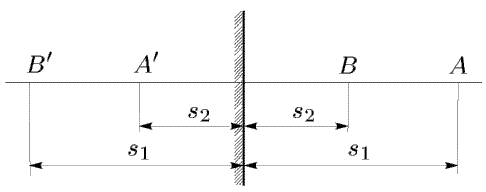 B′ A′ B A
s₂ s₂
s₁ s₁